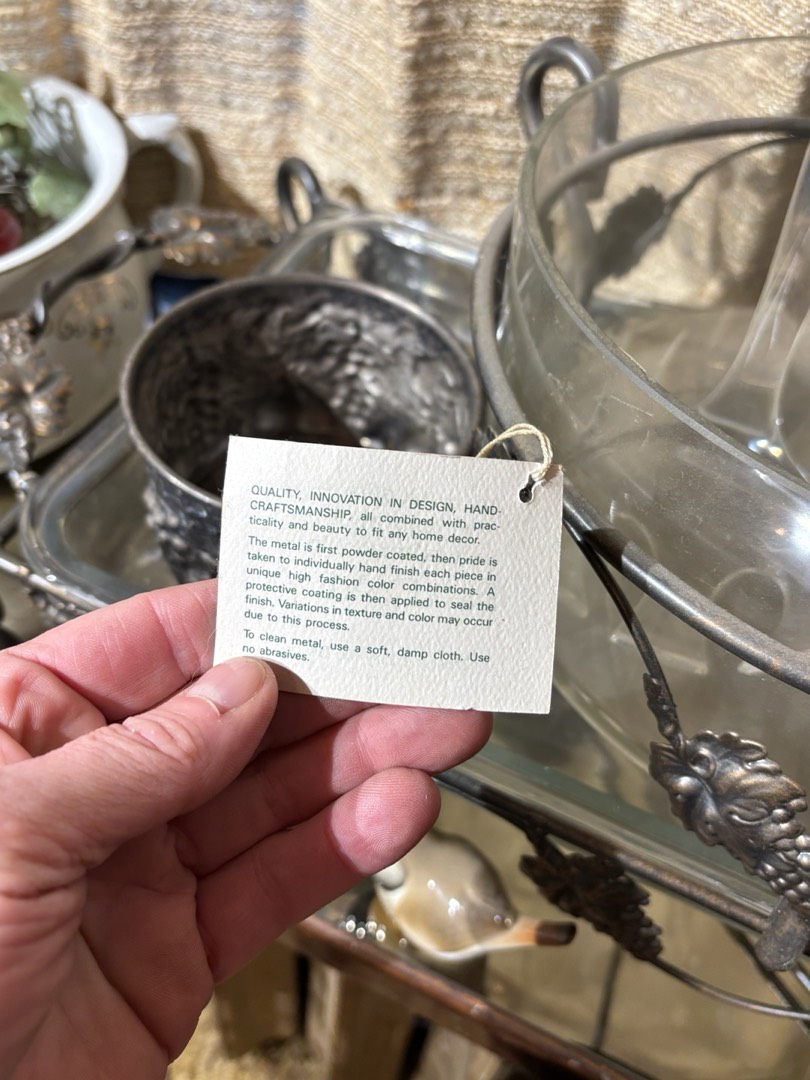 QUALITY, INNOVATION IN DESIGN, HAND-
CRAFTSMANSHIP, all combined with prac-
ticality and beauty to fit any home decor.
The metal is first powder coated, then pride is
taken to individually hand finish each piece in
unique high fashion color combinations. A
protective coating is then applied to seal the
finish. Variations in texture and color may occur
due to this process.
To clean metal, use a soft, damp cloth. Use
no abrasives.